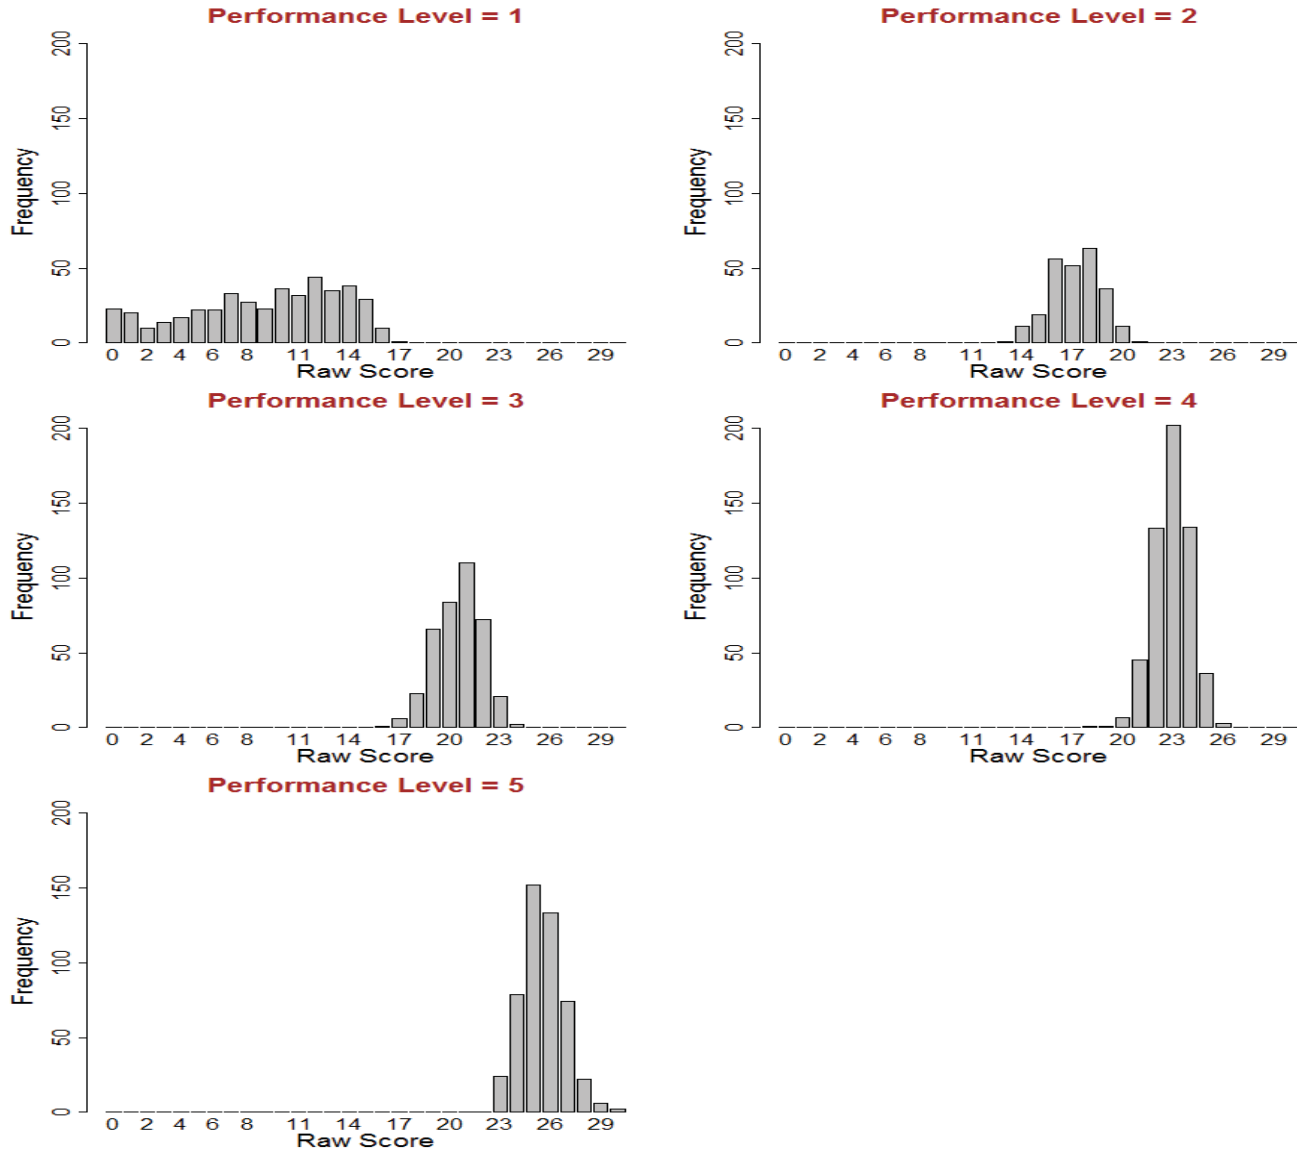 Performance Level = 1
200
150
100
50
0
Frequency
0 2 4 6 8 11 14 17 20 23 26 29
Raw Score
Performance Level = 2
200
150
100
50
0
Frequency
0 2 4 6 8 11 14 17 20 23 26 29
Raw Score
Performance Level = 3
200
150
100
50
0
Frequency
0 2 4 6 8 11 14 17 20 23 26 29
Raw Score
Performance Level = 4
200
150
100
50
0
Frequency
0 2 4 6 8 11 14 17 20 23 26 29
Raw Score
Performance Level = 5
200
150
100
50
0
Frequency
0 2 4 6 8 11 14 17 20 23 26 29
Raw Score